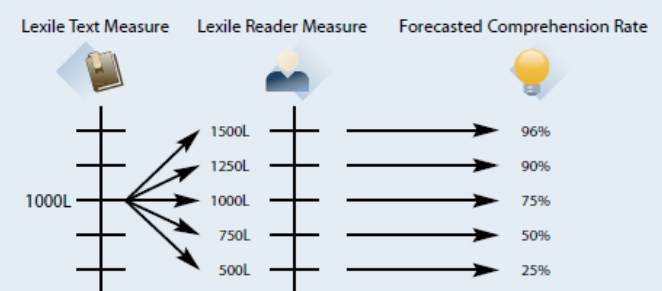 Lexile Text Measure Lexile Reader Measure Forecasted Comprehension Rate
1500L 96%
1250L 90%
1000L 1000L 75%
750L 50%
500L 25%